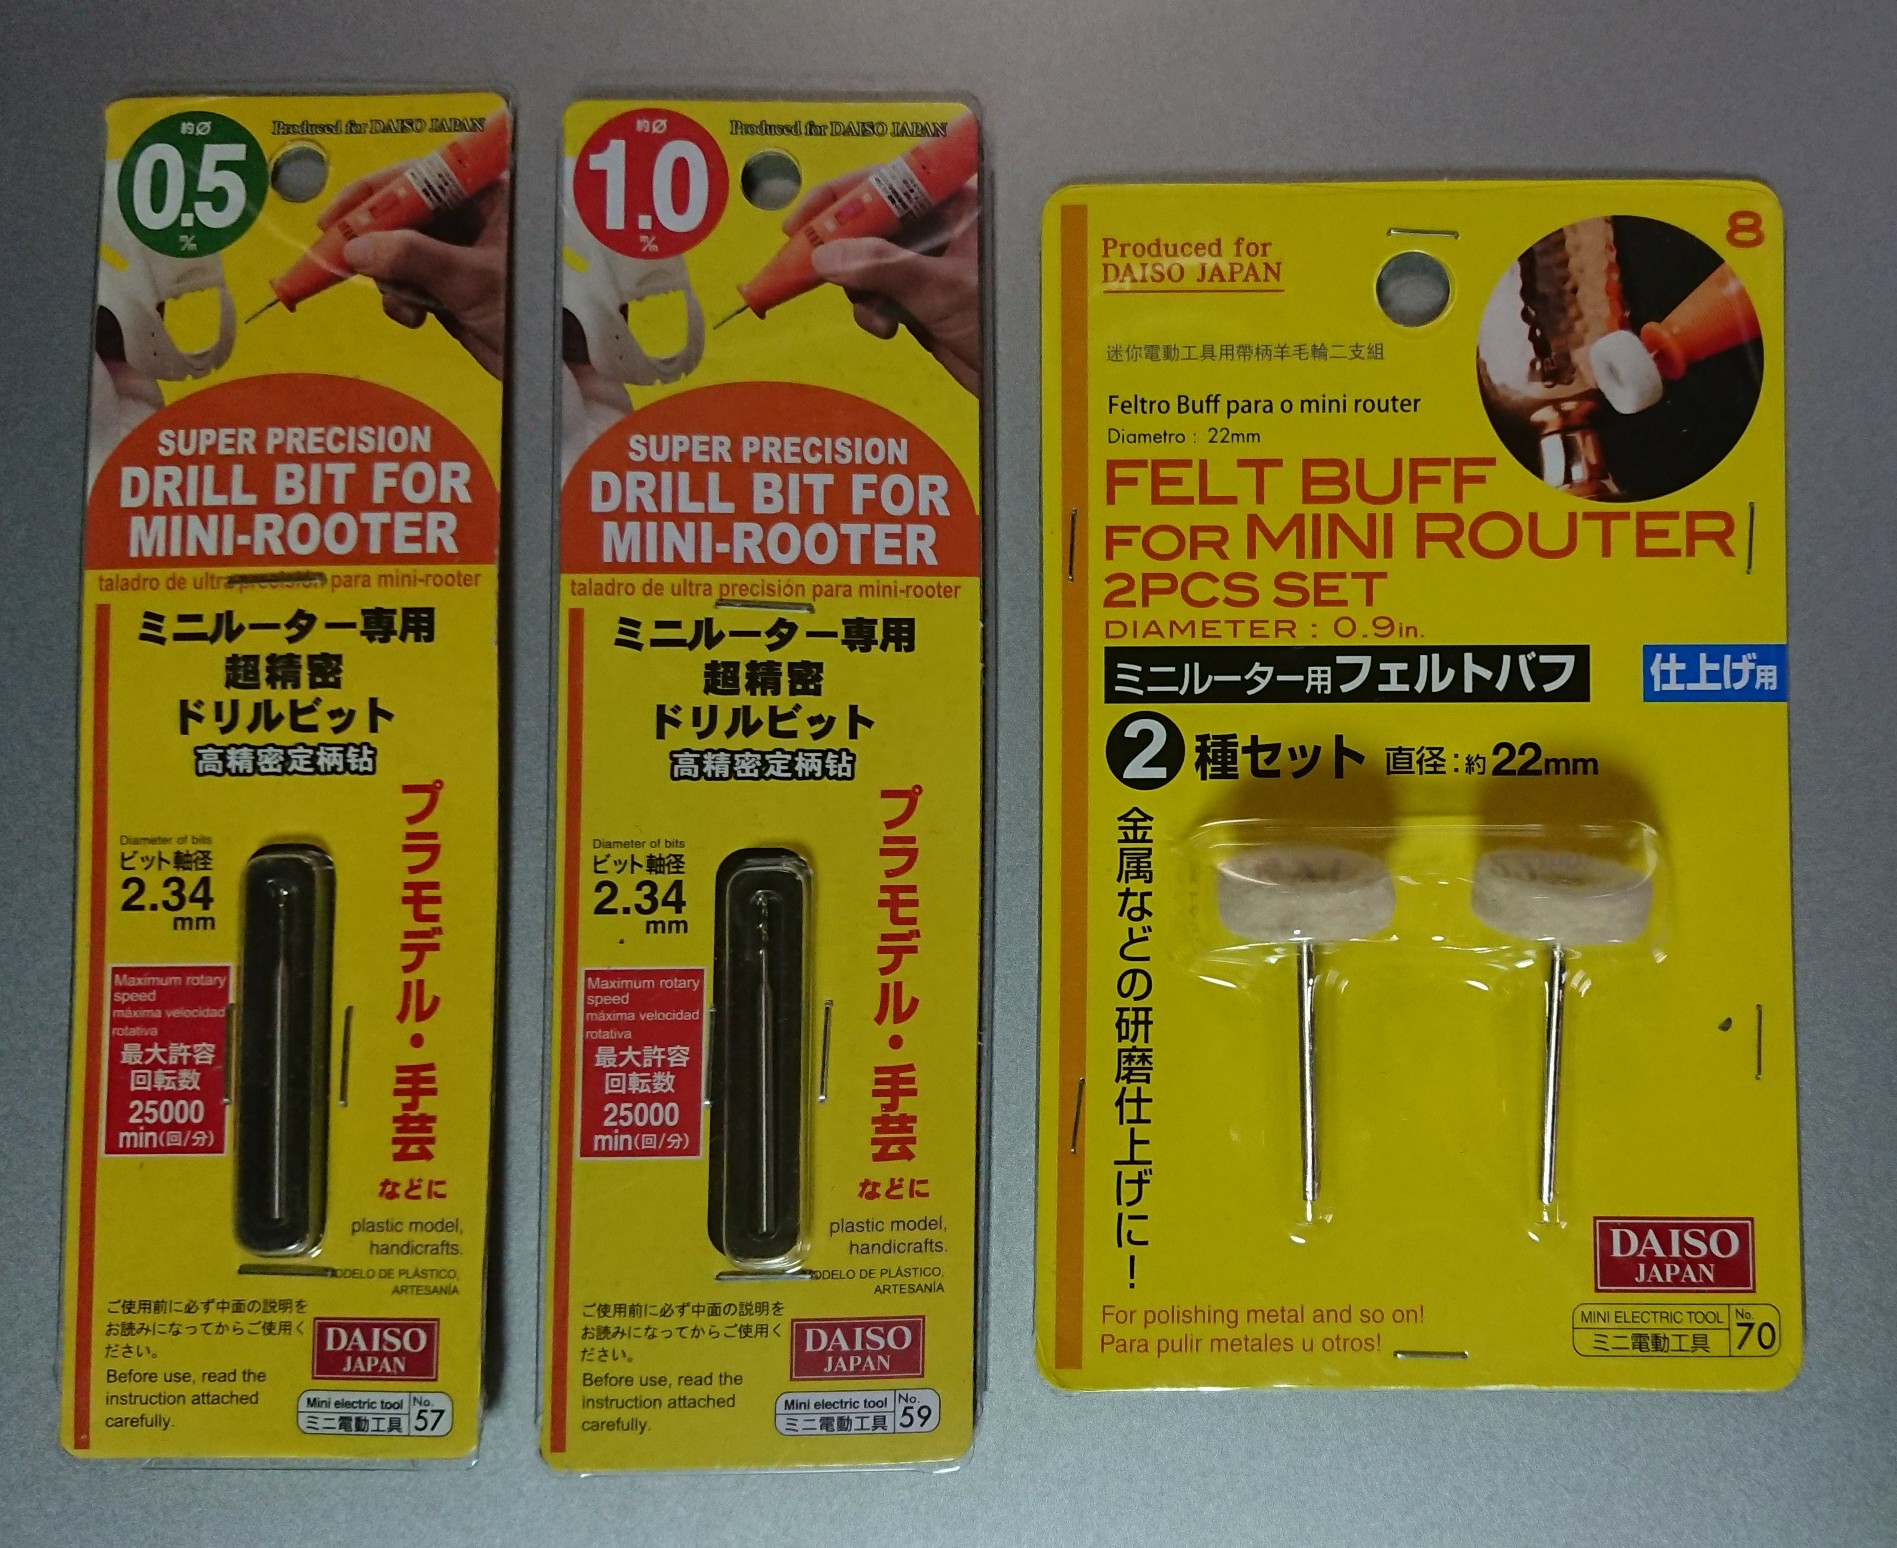 約Ø
0.5
m/m
Produced for DAISO JAPAN
SUPER PRECISION
DRILL BIT FOR
MINI-ROOTER
taladro de ultra precisión para mini-rooter
ミニルーター専用
超精密
ドリルビット
高精密定柄钻
プラモデル・手芸
などに
Diameter of bits
ビット軸径
2.34
mm
Maximum rotary
speed
máxima velocidad
rotativa
最大許容
回転数
25000
min(回/分)
plastic model,
handicrafts.
MODELO DE PLÁSTICO,
ARTESANÍA
ご使用前に必ず中面の説明を
お読みになってからご使用く
ださい。
Before use, read the
instruction attached
carefully.
DAISO
JAPAN
Mini electric tool
ミニ電動工具
No.
57
約Ø
1.0
m/m
Produced for DAISO JAPAN
SUPER PRECISION
DRILL BIT FOR
MINI-ROOTER
taladro de ultra precisión para mini-rooter
ミニルーター専用
超精密
ドリルビット
高精密定柄钻
プラモデル・手芸
などに
Diameter of bits
ビット軸径
2.34
mm
Maximum rotary
speed
máxima velocidad
rotativa
最大許容
回転数
25000
min(回/分)
plastic model,
handicrafts.
MODELO DE PLÁSTICO,
ARTESANÍA
ご使用前に必ず中面の説明を
お読みになってからご使用く
ださい。
Before use, read the
instruction attached
carefully.
DAISO
JAPAN
Mini electric tool
ミニ電動工具
No.
59
8
Produced for
DAISO JAPAN
迷你電動工具用帶柄羊毛輪二支組
Feltro Buff para o mini router
Diametro : 22mm
FELT BUFF
FOR MINI ROUTER
2PCS SET
DIAMETER : 0.9in.
ミニルーター用フェルトバフ
仕上げ用
2種セット 直径:約22mm
金属などの研磨仕上げに!
For polishing metal and so on!
Para pulir metales u otros!
DAISO
JAPAN
MINI ELECTRIC TOOL
ミニ電動工具
No.
70